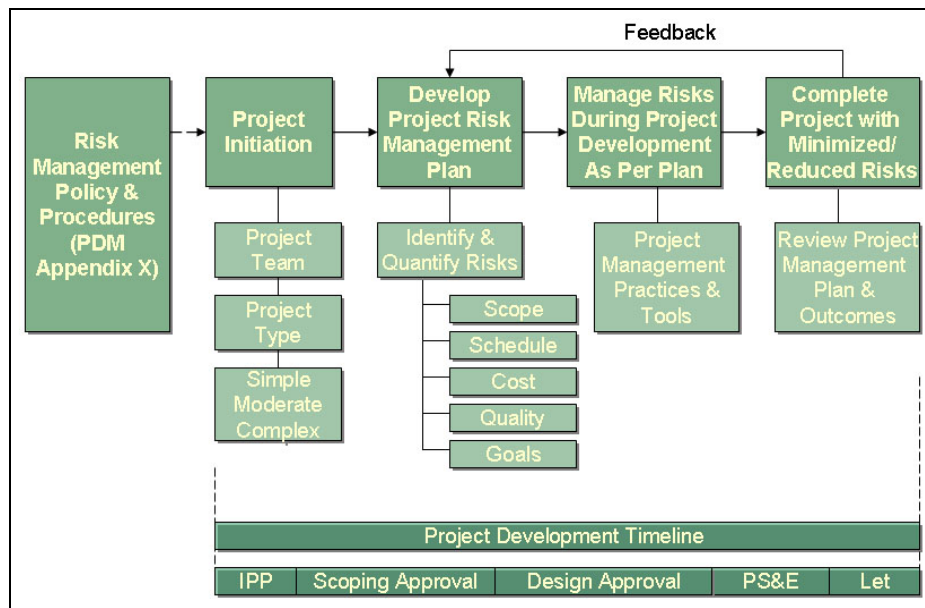 Feedback
Risk
Management
Policy &
Procedures
(PDM
Appendix X)
Project
Initiation
Develop
Project Risk
Management
Plan
Manage Risks
During Project
Development
As Per Plan
Complete
Project with
Minimized/
Reduced Risks
Project
Team
Project
Type
Simple
Moderate
Complex
Identify &
Quantify Risks
Scope
Schedule
Cost
Quality
Goals
Project
Management
Practices &
Tools
Review Project
Management
Plan &
Outcomes
Project Development Timeline
IPP
Scoping Approval
Design Approval
PS&E
Let